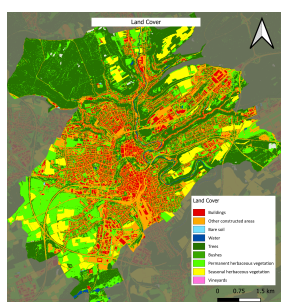 Land Cover
Land Cover
Buildings
Other constructed areas
Bare soil
Water
Trees
Bushes
Permanent herbaceous vegetation
Seasonal herbaceous vegetation
Vineyards
0 0.75 1.5 km